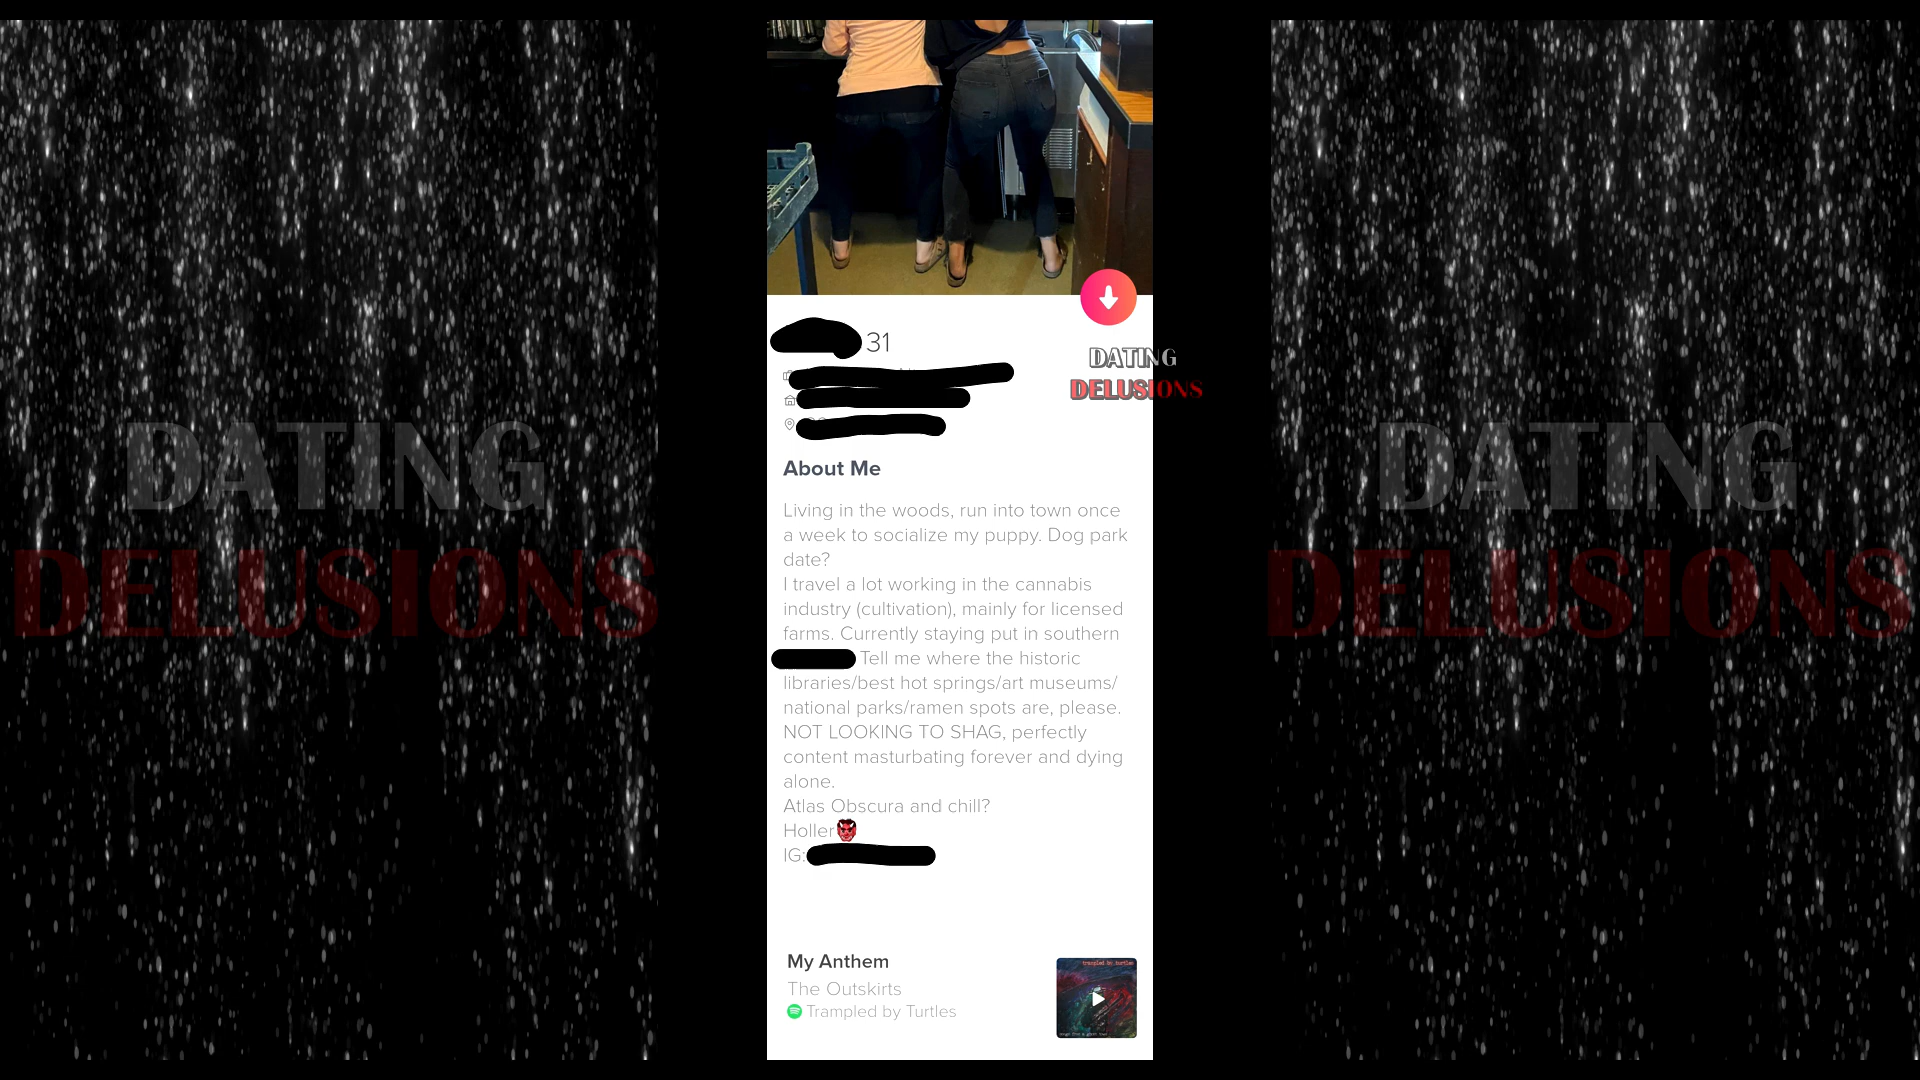 31
DATING
DELUSIONS
About Me
Living in the woods, run into town once
a week to socialize my puppy. Dog park
date?
I travel a lot working in the cannabis
industry (cultivation), mainly for licensed
farms. Currently staying put in southern
Tell me where the historic
libraries/best hot springs/art museums/
national parks/ramen spots are, please.
NOT LOOKING TO SHAG, perfectly
content masturbating forever and dying
alone.
Atlas Obscura and chill?
Holler👹
IG:
My Anthem
The Outskirts
Trampled by Turtles
trampled by turtles
DATING
DELUSIONS
DATING
DELUSIONS